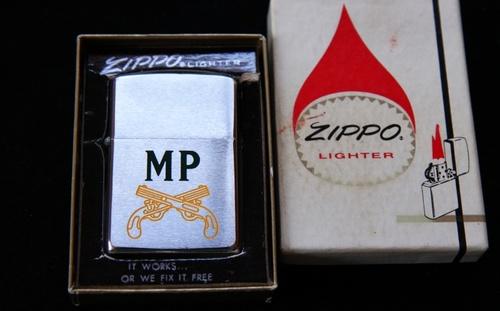 ZIPPO LIGHTER
MP
IT WORKS...
OR WE FIX IT FREE
ZIPPO
LIGHTER